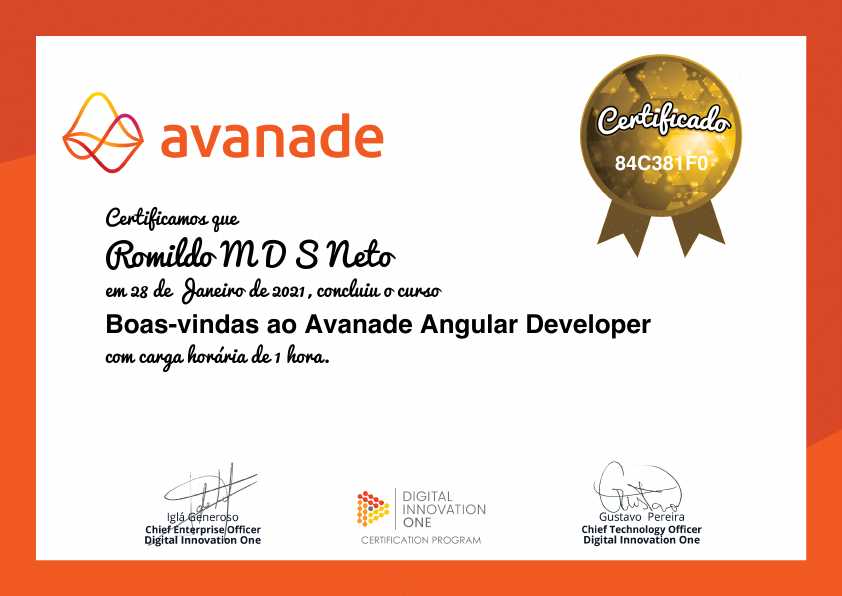 avanade
Certificado
84C381F0
Certificamos que
Romildo M D S Neto
em 28 de Janeiro de 2021, concluiu o curso
Boas-vindas ao Avanade Angular Developer
com carga horária de 1 hora.
Iglá Generoso
Chief Enterprise Officer
Digital Innovation One
DIGITAL
INNOVATION
ONE
CERTIFICATION PROGRAM
Gustavo Pereira
Chief Technology Officer
Digital Innovation One